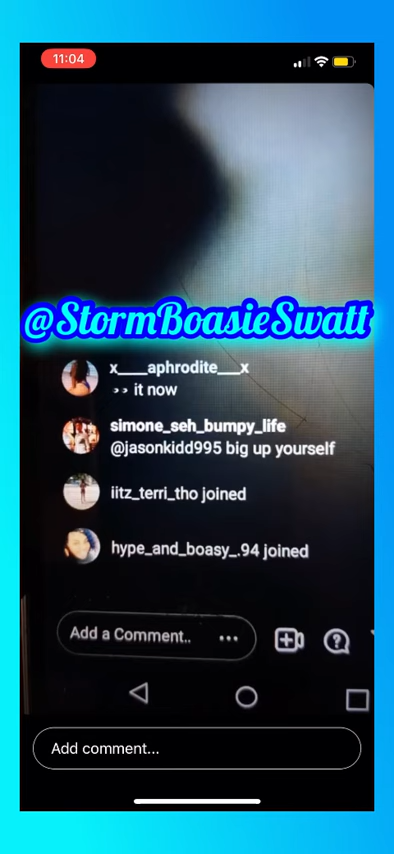 11:04
@StormBoasieSwatt
x____aphrodite___x
it now
simone_seh_bumpy_life
@jasonkidd995 big up yourself
iitz_terri_tho joined
hype_and_boasy_.94 joined
Add a Comment..
Add comment...